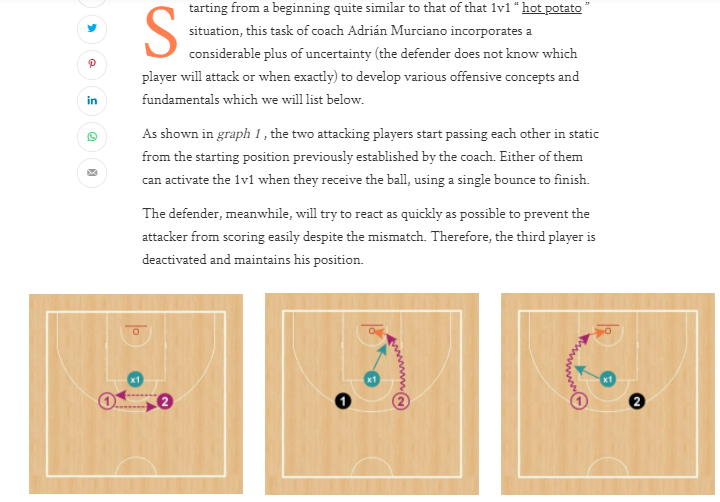 Starting from a beginning quite similar to that of that 1v1 “ hot potato ”
situation, this task of coach Adrián Murciano incorporates a
considerable plus of uncertainty (the defender does not know which
player will attack or when exactly) to develop various offensive concepts and
fundamentals which we will list below.
As shown in graph 1 , the two attacking players start passing each other in static
from the starting position previously established by the coach. Either of them
can activate the 1v1 when they receive the ball, using a single bounce to finish.
The defender, meanwhile, will try to react as quickly as possible to prevent the
attacker from scoring easily despite the mismatch. Therefore, the third player is
deactivated and maintains his position.
x1
1 2
x1
1 2
x1
1 2